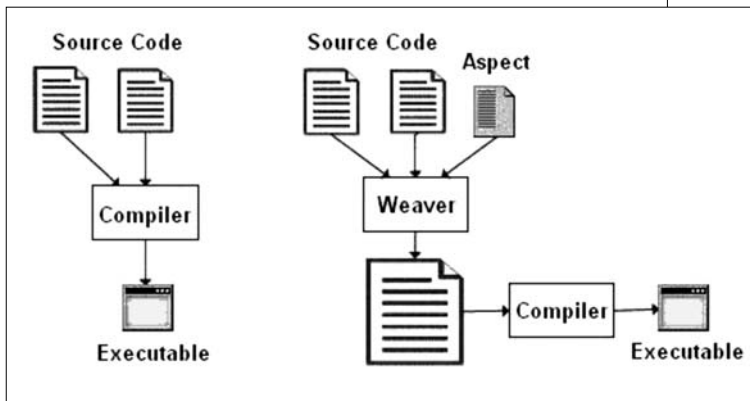 Source Code
Compiler
Executable
Source Code
Aspect
Weaver
Compiler
Executable